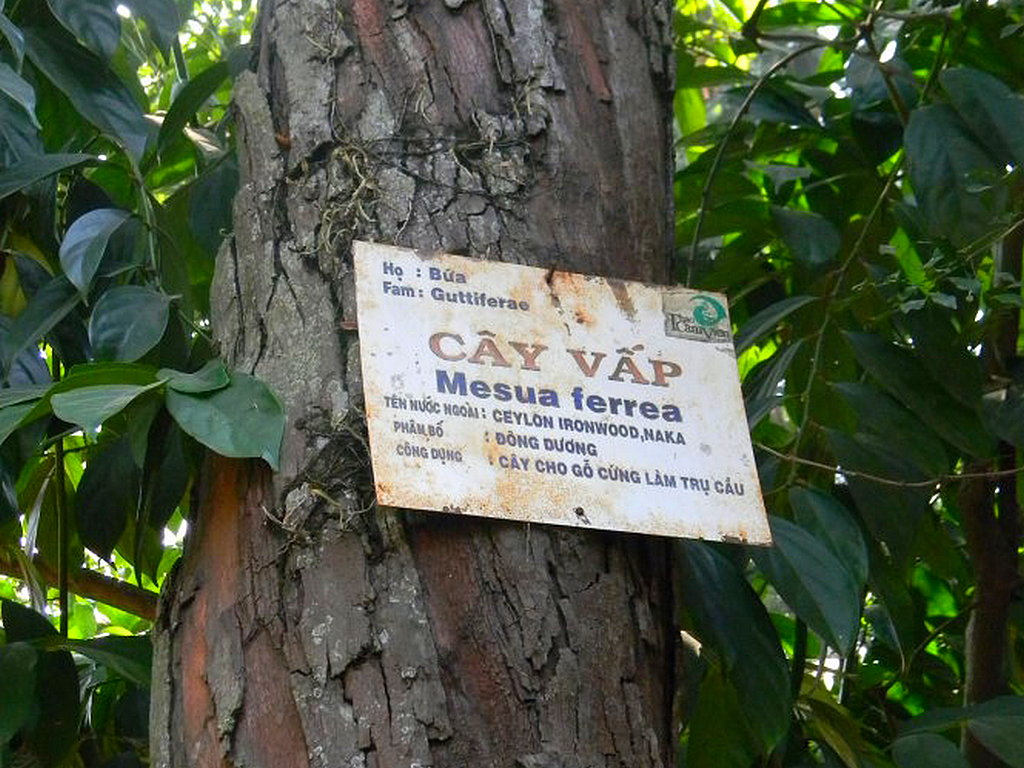 Họ : Bứa
Fam : Guttiferae
CÂY VẤP
Mesua ferrea
TÊN NƯỚC NGOÀI : CEYLON IRONWOOD,NAKA
PHÂN BỐ : ĐÔNG DƯƠNG
CÔNG DỤNG : CÂY CHO GỖ CỨNG LÀM TRỤ CẦU